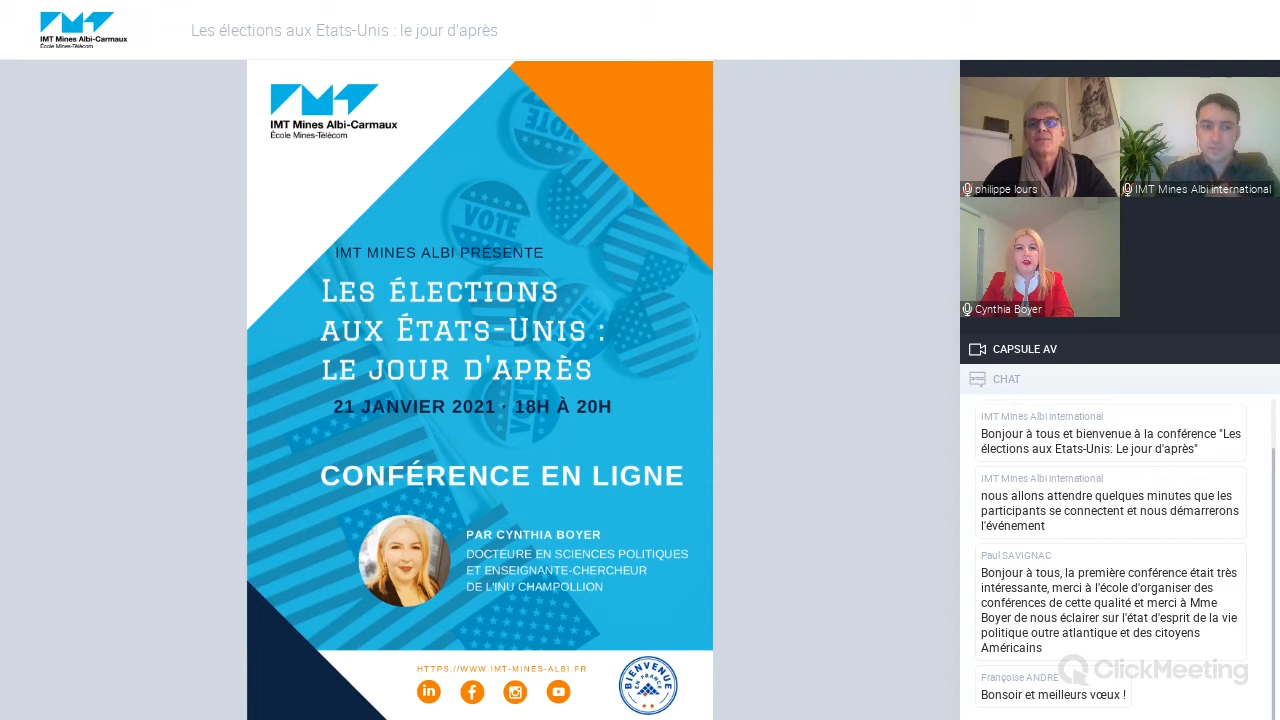 IMT Mines Albi-Carmaux
École Mines-Télécom
Les élections aux Etats-Unis : le jour d'après
IMT Mines Albi-Carmaux
École Mines-Télécom
VOTE
VOTE
VOTE
IMT MINES ALBI PRÉSENTE
Les élections
aux États-Unis :
le jour d'après
21 JANVIER 2021 · 18H À 20H
CONFÉRENCE EN LIGNE
PAR CYNTHIA BOYER
DOCTEURE EN SCIENCES POLITIQUES
ET ENSEIGNANTE-CHERCHEUR
DE L'INU CHAMPOLLION
HTTPS://WWW.IMT-MINES-ALBI.FR
in
BIENVENUE
EN FRANCE
philippe lours
IMT Mines Albi international
Cynthia Boyer
CAPSULE AV
CHAT
IMT Mines Albi international
Bonjour à tous et bienvenue à la conférence "Les
élections aux Etats-Unis: Le jour d'après"
IMT Mines Albi international
nous allons attendre quelques minutes que les
participants se connectent et nous démarrerons
l'événement
Paul SAVIGNAC
Bonjour à tous, la première conférence était très
intéressante, merci à l'école d'organiser des
conférences de cette qualité et merci à Mme
Boyer de nous éclairer sur l'état d'esprit de la vie
politique outre atlantique et des citoyens
Américains
Françoise ANDRE
Bonsoir et meilleurs vœux !
ClickMeeting